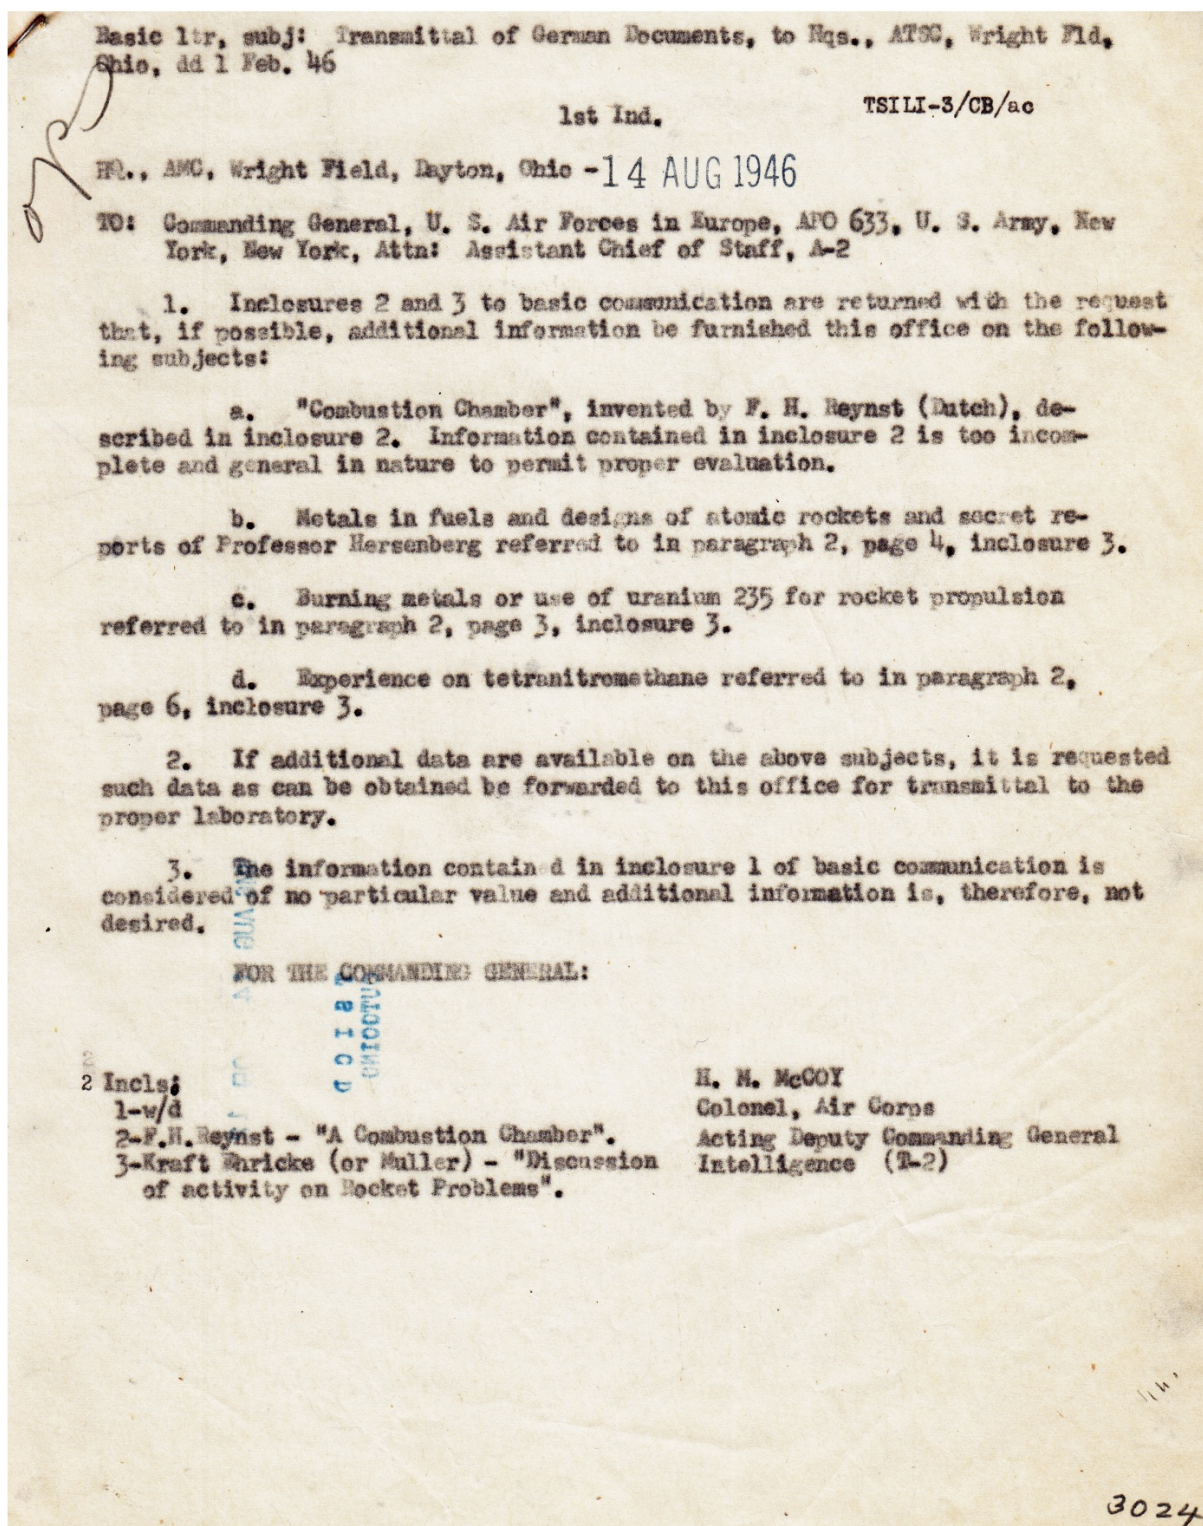 Basic ltr, subj: Transmittal of German Documents, to Hqs., ATSC, Wright Fld,
Ohio, dd 1 Feb. 46
TSILI-3/CB/ac
1st Ind.
HQ., AMC, Wright Field, Dayton, Ohio - 14 AUG 1946
TO: Commanding General, U. S. Air Forces in Europe, APO 633, U. S. Army, New
York, New York, Attn: Assistant Chief of Staff, A-2
1. Inclosures 2 and 3 to basic communication are returned with the request
that, if possible, additional information be furnished this office on the follow-
ing subjects:
a. "Combustion Chamber", invented by F. H. Reynst (Dutch), de-
scribed in inclosure 2. Information contained in inclosure 2 is too incom-
plete and general in nature to permit proper evaluation.
b. Metals in fuels and designs of atomic rockets and secret re-
ports of Professor Hersenberg referred to in paragraph 2, page 4, inclosure 3.
c. Burning metals or use of uranium 235 for rocket propulsion
referred to in paragraph 2, page 3, inclosure 3.
d. Experience on tetranitromethane referred to in paragraph 2,
page 6, inclosure 3.
2. If additional data are available on the above subjects, it is requested
such data as can be obtained be forwarded to this office for transmittal to the
proper laboratory.
3. The information contained in inclosure 1 of basic communication is
considered of no particular value and additional information is, therefore, not
desired.
FOR THE COMMANDING GENERAL:
OUTGOING
T S I C D
2 Incls:
1-w/d
2-F.H.Reynst - "A Combustion Chamber".
3-Kraft Ehricke (or Muller) - "Discussion
of activity on Rocket Problems".
H. M. McCOY
Colonel, Air Corps
Acting Deputy Commanding General
Intelligence (T-2)
3024